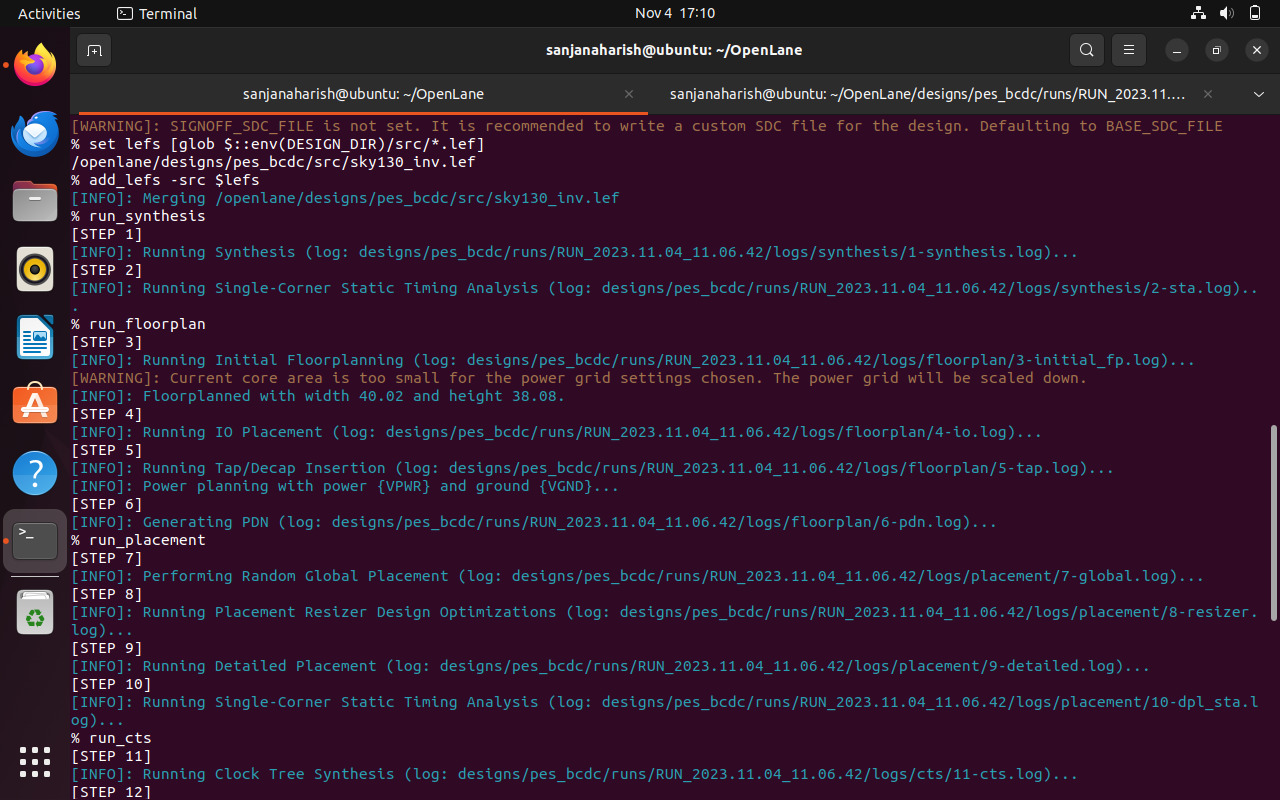 Activities
Terminal
Nov 4 17:10
sanjanaharish@ubuntu: ~/OpenLane
sanjanaharish@ubuntu: ~/OpenLane
sanjanaharish@ubuntu: ~/OpenLane/designs/pes_bcdc/runs/RUN_2023.11....
[WARNING]: SIGNOFF_SDC_FILE is not set. It is recommended to write a custom SDC file for the design. Defaulting to BASE_SDC_FILE
% set lefs [glob $::env(DESIGN_DIR)/src/*.lef]
/openlane/designs/pes_bcdc/src/sky130_inv.lef
% add_lefs -src $lefs
[INFO]: Merging /openlane/designs/pes_bcdc/src/sky130_inv.lef
% run_synthesis
[STEP 1]
[INFO]: Running Synthesis (log: designs/pes_bcdc/runs/RUN_2023.11.04_11.06.42/logs/synthesis/1-synthesis.log)...
[STEP 2]
[INFO]: Running Single-Corner Static Timing Analysis (log: designs/pes_bcdc/runs/RUN_2023.11.04_11.06.42/logs/synthesis/2-sta.log)..
.
% run_floorplan
[STEP 3]
[INFO]: Running Initial Floorplanning (log: designs/pes_bcdc/runs/RUN_2023.11.04_11.06.42/logs/floorplan/3-initial_fp.log)...
[WARNING]: Current core area is too small for the power grid settings chosen. The power grid will be scaled down.
[INFO]: Floorplanned with width 40.02 and height 38.08.
[STEP 4]
[INFO]: Running IO Placement (log: designs/pes_bcdc/runs/RUN_2023.11.04_11.06.42/logs/floorplan/4-io.log)...
[STEP 5]
[INFO]: Running Tap/Decap Insertion (log: designs/pes_bcdc/runs/RUN_2023.11.04_11.06.42/logs/floorplan/5-tap.log)...
[INFO]: Power planning with power {VPWR} and ground {VGND}...
[STEP 6]
[INFO]: Generating PDN (log: designs/pes_bcdc/runs/RUN_2023.11.04_11.06.42/logs/floorplan/6-pdn.log)...
% run_placement
[STEP 7]
[INFO]: Performing Random Global Placement (log: designs/pes_bcdc/runs/RUN_2023.11.04_11.06.42/logs/placement/7-global.log)...
[STEP 8]
[INFO]: Running Placement Resizer Design Optimizations (log: designs/pes_bcdc/runs/RUN_2023.11.04_11.06.42/logs/placement/8-resizer.
log)...
[STEP 9]
[INFO]: Running Detailed Placement (log: designs/pes_bcdc/runs/RUN_2023.11.04_11.06.42/logs/placement/9-detailed.log)...
[STEP 10]
[INFO]: Running Single-Corner Static Timing Analysis (log: designs/pes_bcdc/runs/RUN_2023.11.04_11.06.42/logs/placement/10-dpl_sta.l
og)...
% run_cts
[STEP 11]
[INFO]: Running Clock Tree Synthesis (log: designs/pes_bcdc/runs/RUN_2023.11.04_11.06.42/logs/cts/11-cts.log)...
[STEP 12]